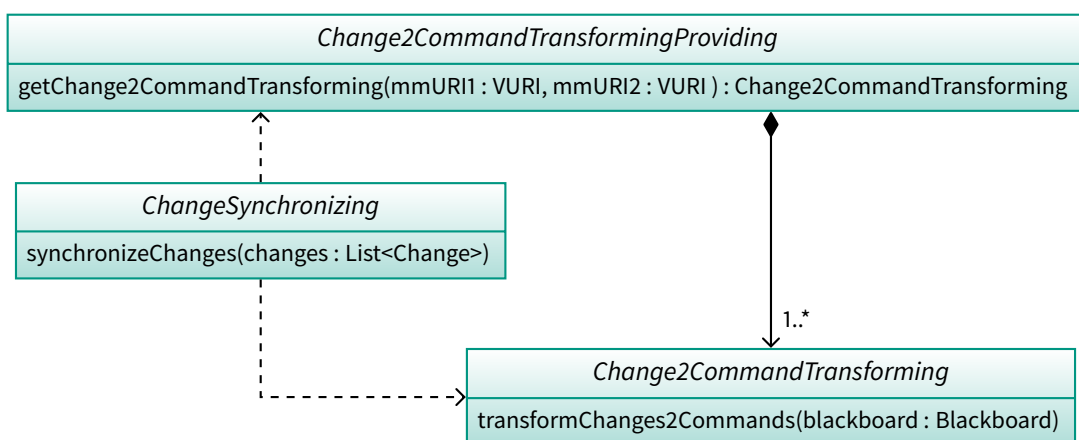 Change2CommandTransformingProviding
getChange2CommandTransforming(mmURI1 : VURI, mmURI2 : VURI ) : Change2CommandTransforming
ChangeSynchronizing
synchronizeChanges(changes : List<Change>)
1..*
Change2CommandTransforming
transformChanges2Commands(blackboard : Blackboard)